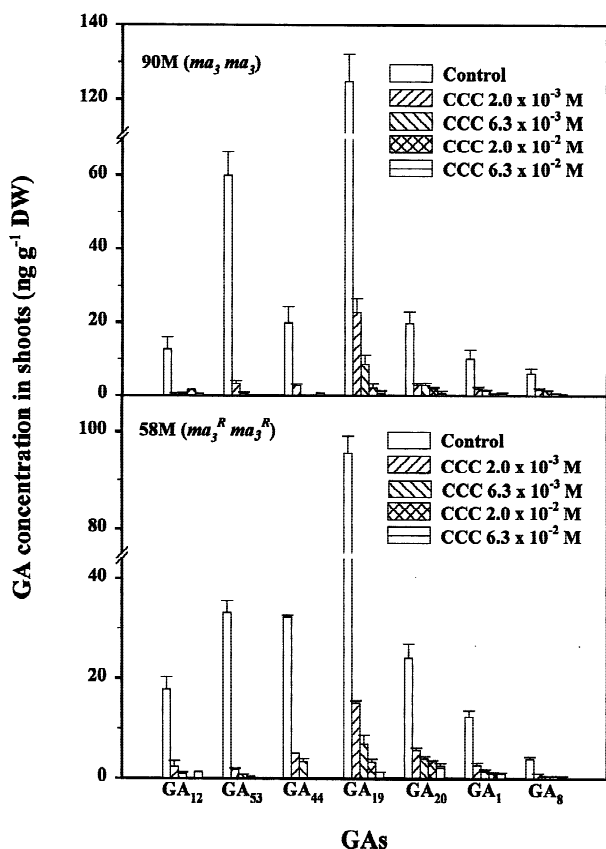 GA concentration in shoots (ng g⁻¹ DW)
140
120
60
40
20
0
90M (ma₃ ma₃)
Control
CCC 2.0 x 10⁻³ M
CCC 6.3 x 10⁻³ M
CCC 2.0 x 10⁻² M
CCC 6.3 x 10⁻² M
100
80
40
20
0
58M (ma₃ᴿ ma₃ᴿ)
Control
CCC 2.0 x 10⁻³ M
CCC 6.3 x 10⁻³ M
CCC 2.0 x 10⁻² M
CCC 6.3 x 10⁻² M
GA₁₂ GA₅₃ GA₄₄ GA₁₉ GA₂₀ GA₁ GA₈
GAs